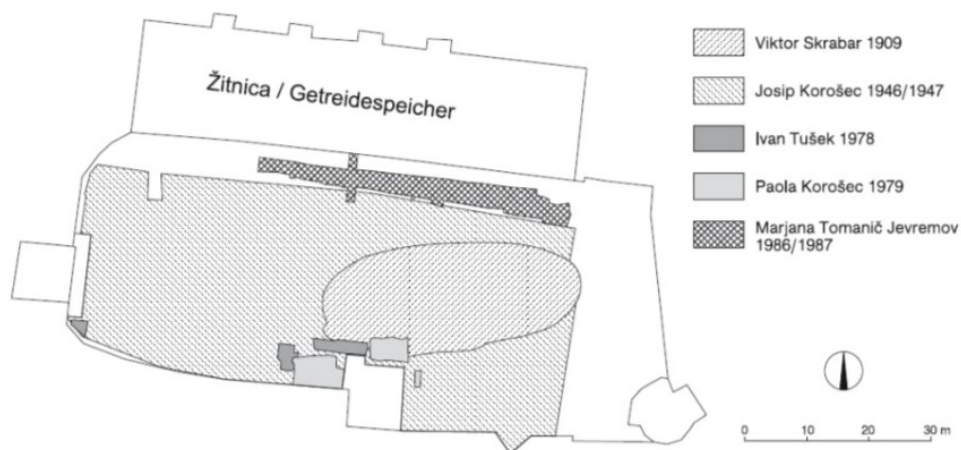 Žitnica / Getreidespeicher
Viktor Skrabar 1909
Josip Korošec 1946/1947
Ivan Tušek 1978
Paola Korošec 1979
Marjana Tomanič Jevremov
1986/1987
0 10 20 30 m